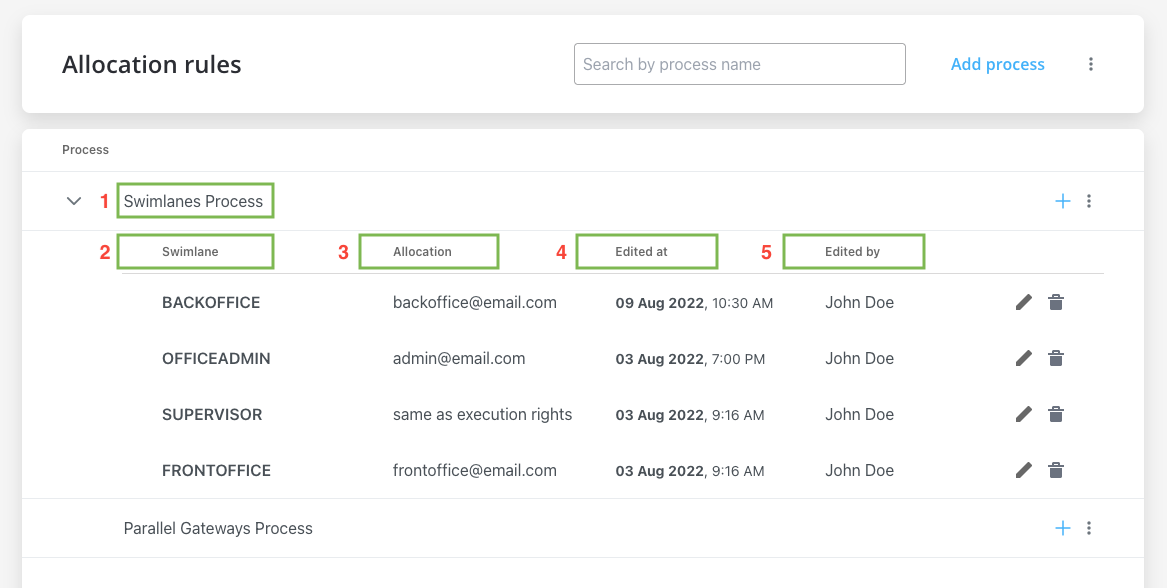 Allocation rules Search by process name Add process
Process
1 Swimlanes Process
2 Swimlane 3 Allocation 4 Edited at 5 Edited by
BACKOFFICE backoffice@email.com 09 Aug 2022, 10:30 AM John Doe
OFFICEADMIN admin@email.com 03 Aug 2022, 7:00 PM John Doe
SUPERVISOR same as execution rights 03 Aug 2022, 9:16 AM John Doe
FRONTOFFICE frontoffice@email.com 03 Aug 2022, 9:16 AM John Doe
Parallel Gateways Process